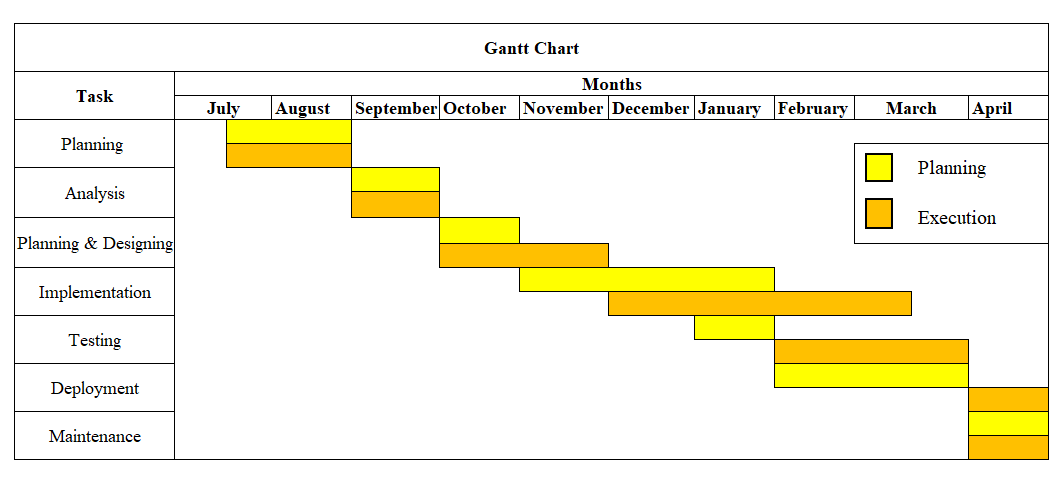 Gantt Chart
Task
Months
July August September October November December January February March April
Planning
Analysis
Planning & Designing
Implementation
Testing
Deployment
Maintenance
Planning
Execution